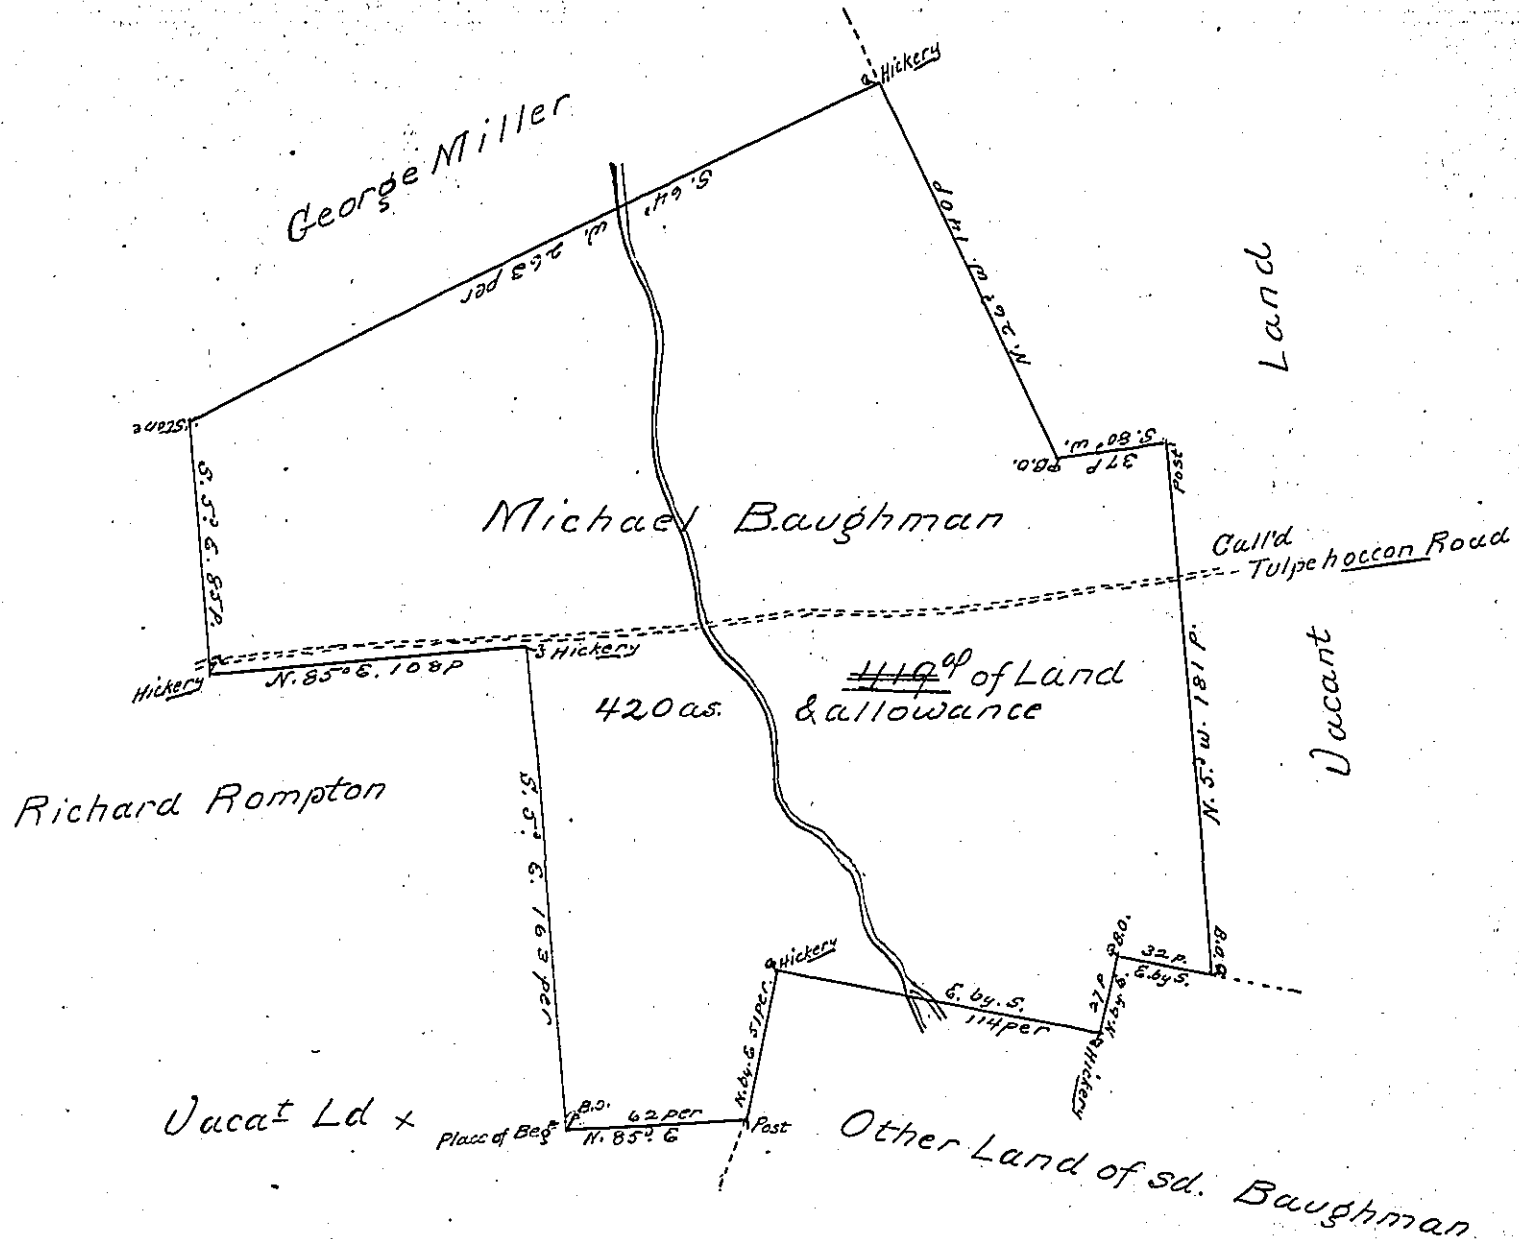 Hickery
George Miller
S. 64° W. 263 per
N. 26° W. 140 P
Land
Stone
S. 80° W.
37 P
B.O.
Post
S. 5° E. 85 P.
Michael Baughman
Call'd
Tulpehoccon Road
Hickery
N. 85° E. 108 P
3 Hickery
419 ap of Land
420 as. & allowance
Vacant
N. 5° W. 181 P.
Richard Rompton
S. 5° E. 163 per
Hickery
B.O.
32 P.
E. by S.
B.O.
E. by. S.
114 per
27 P
N. by E.
Hickery
N. by. E 51 per.
Vacat Ld x
Place of Beg
B.O.
62 per
N. 85° E
Post
Other Land of sd. Baughman